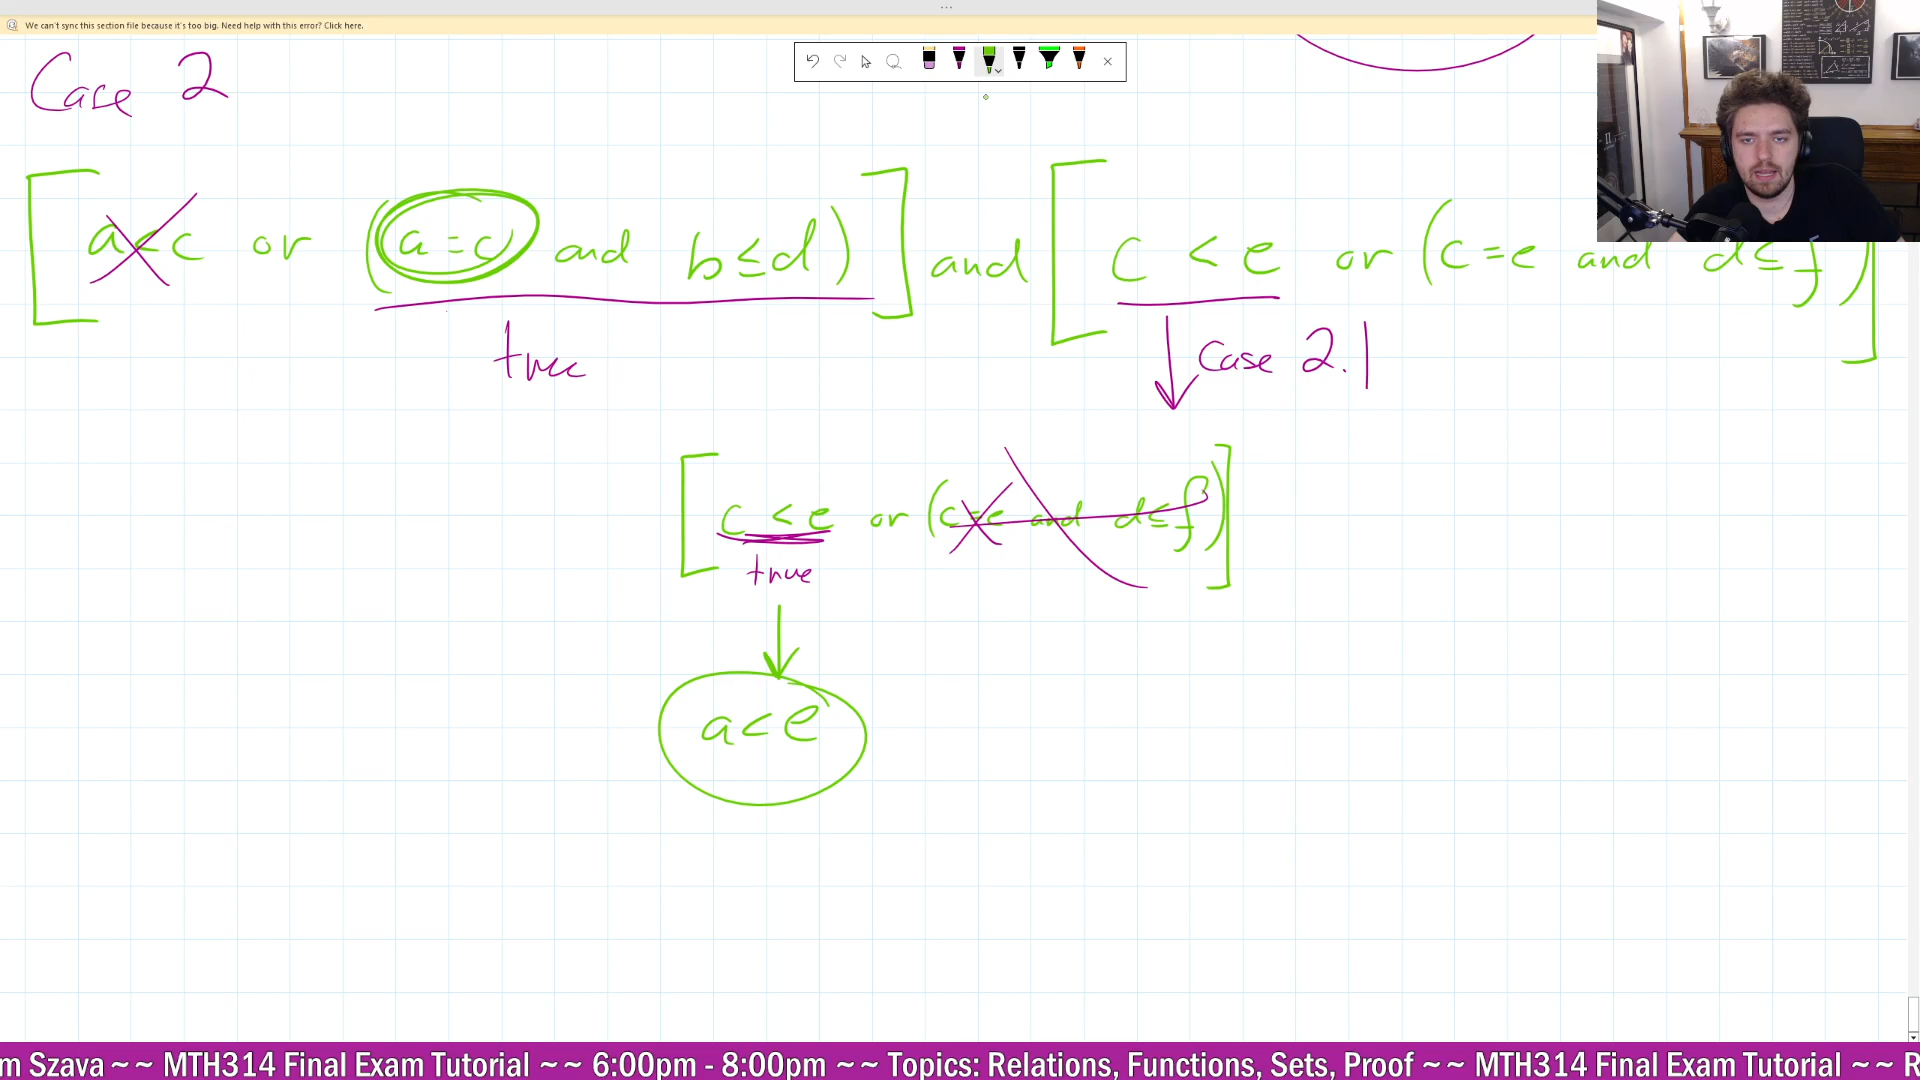 We can't sync this section file because it's too big. Need help with this error? Click here.
Case 2
[a<c or (a=c and b≤d)] and [c<e or (c=e and d≤f)]
true
Case 2.1
[c<e or (c=e and d≤f)]
true
a<e
m Szava ~~ MTH314 Final Exam Tutorial ~~ 6:00pm - 8:00pm ~~ Topics: Relations, Functions, Sets, Proof ~~ MTH314 Final Exam Tutorial ~~ R